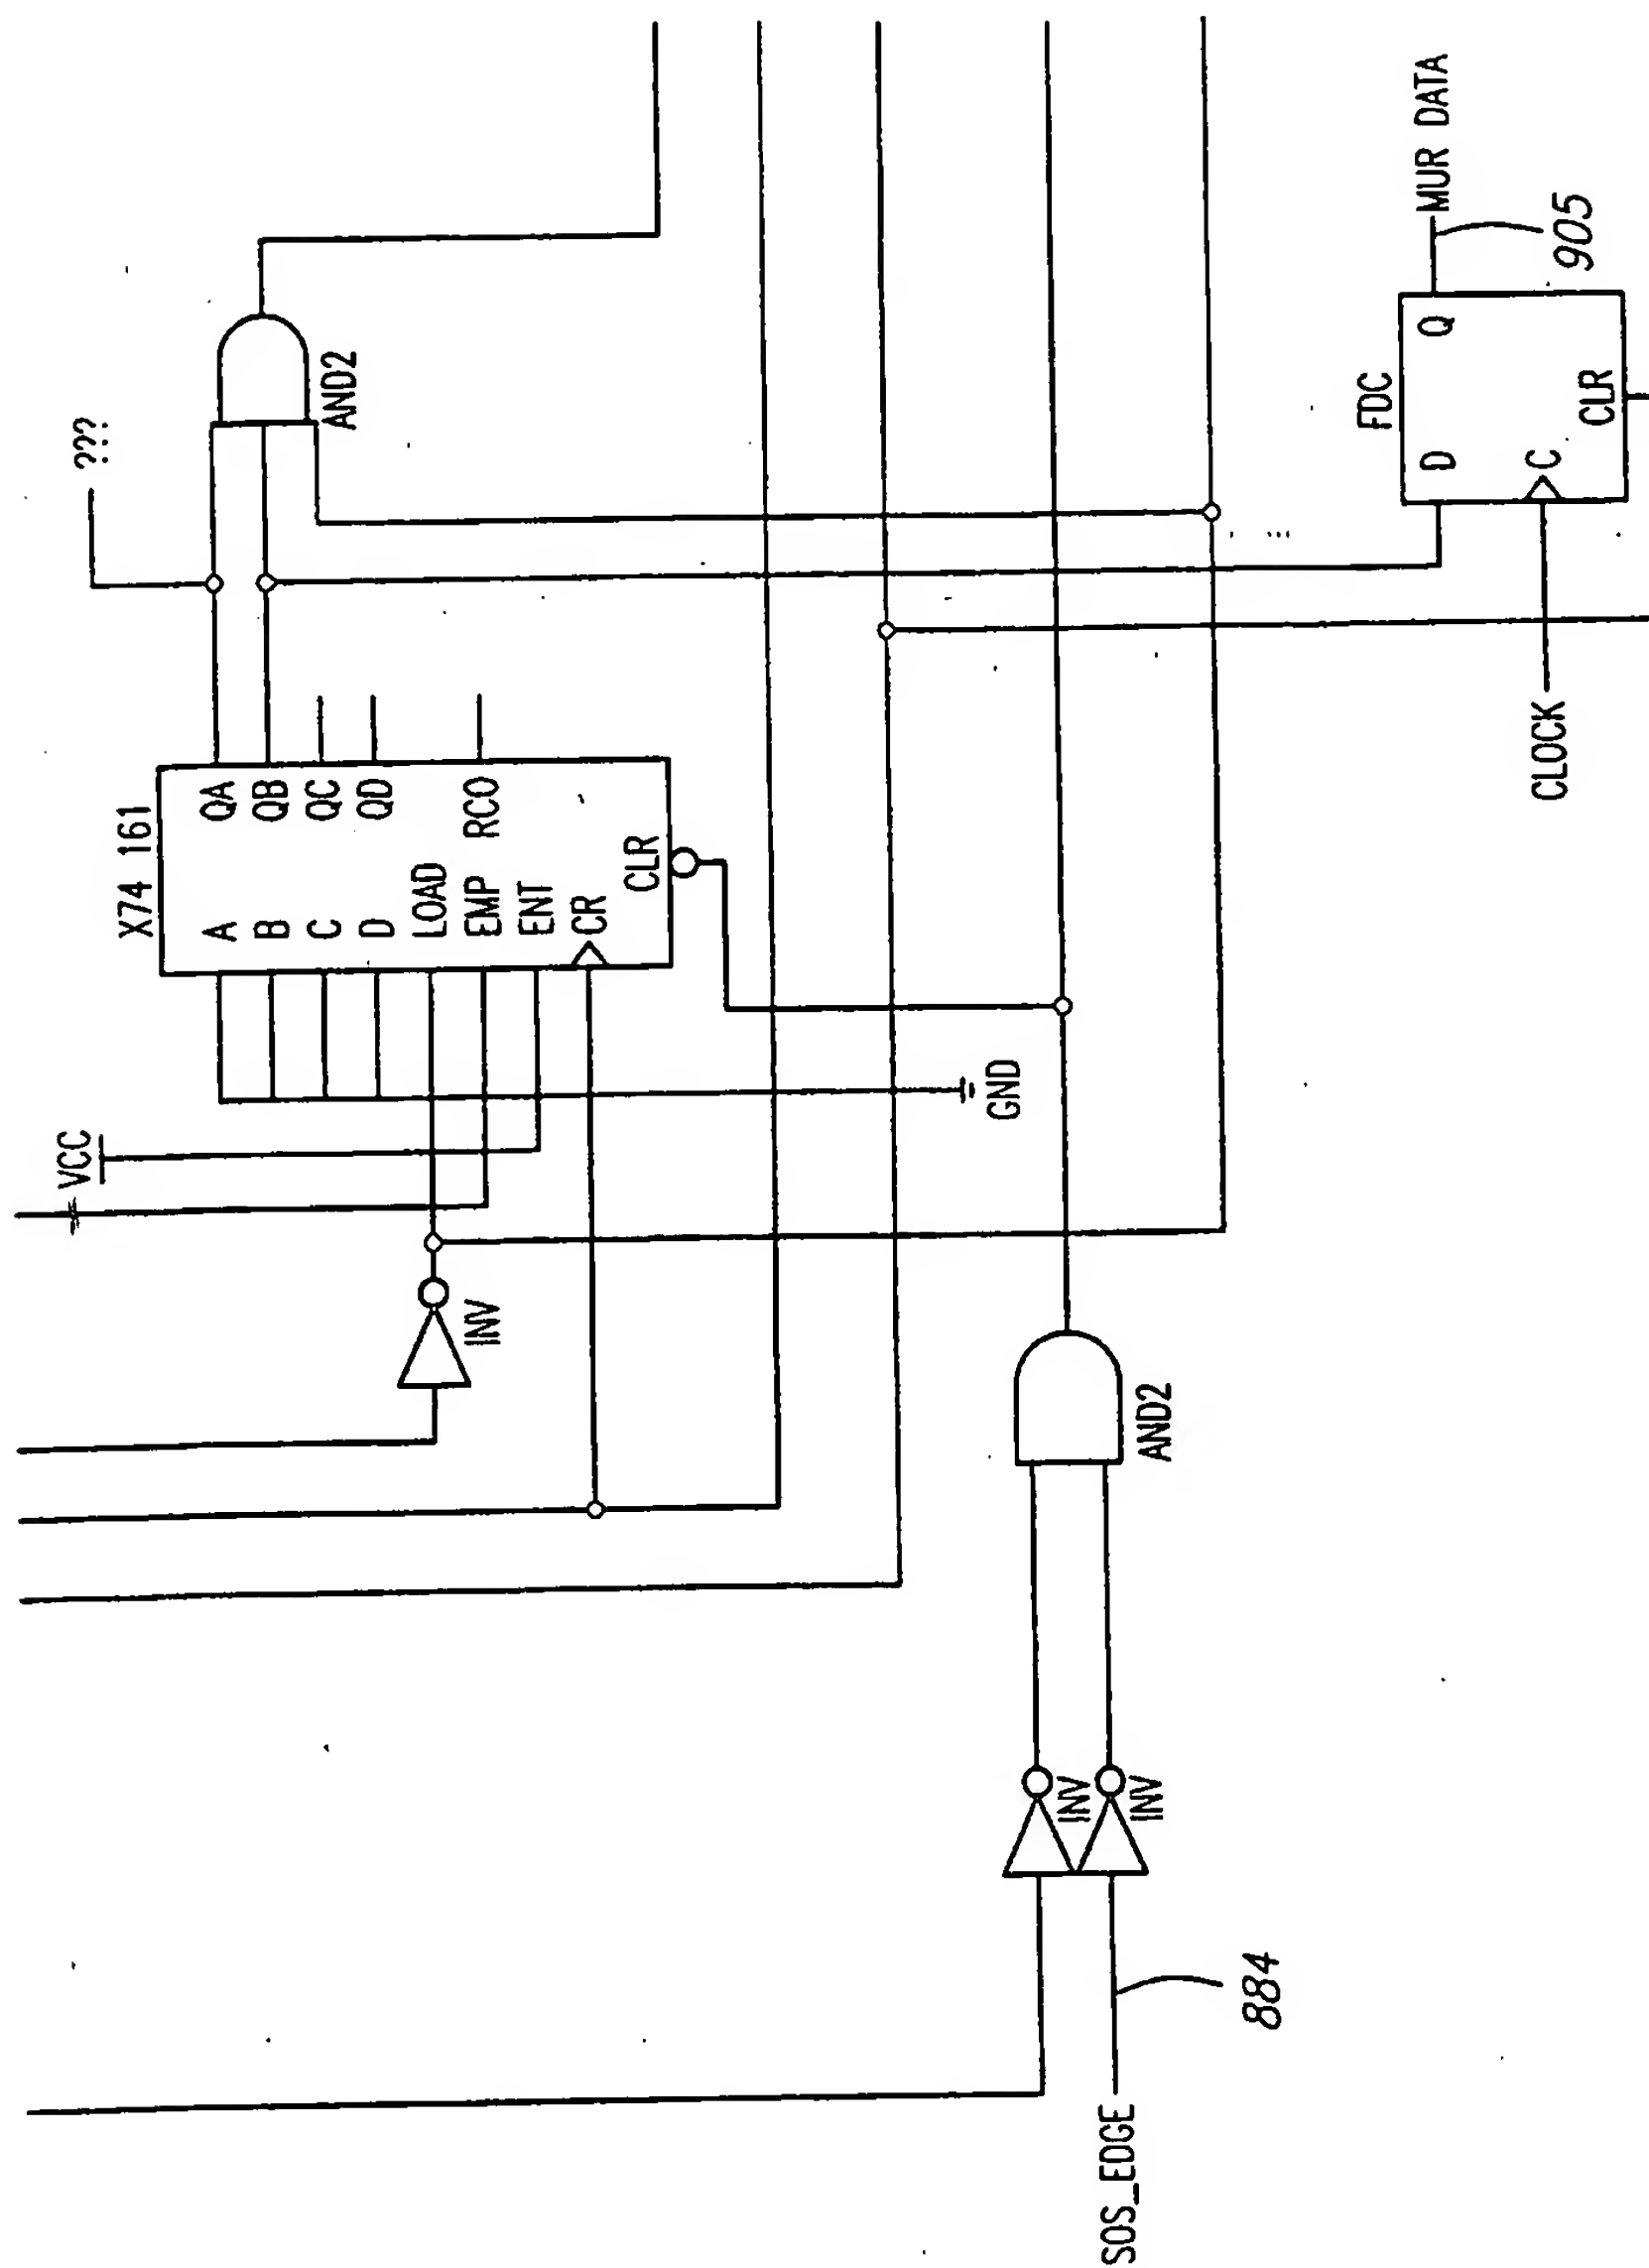 ???
VCC
X74 161
A
QA
B
QB
C
QC
D
QD
LOAD
EMP
RCO
ENT
CR
CLR
AND2
INV
GND
INV
INV
AND2
SOS_EDGE
884
FDC
D
Q
C
CLR
CLOCK
MUR DATA
905